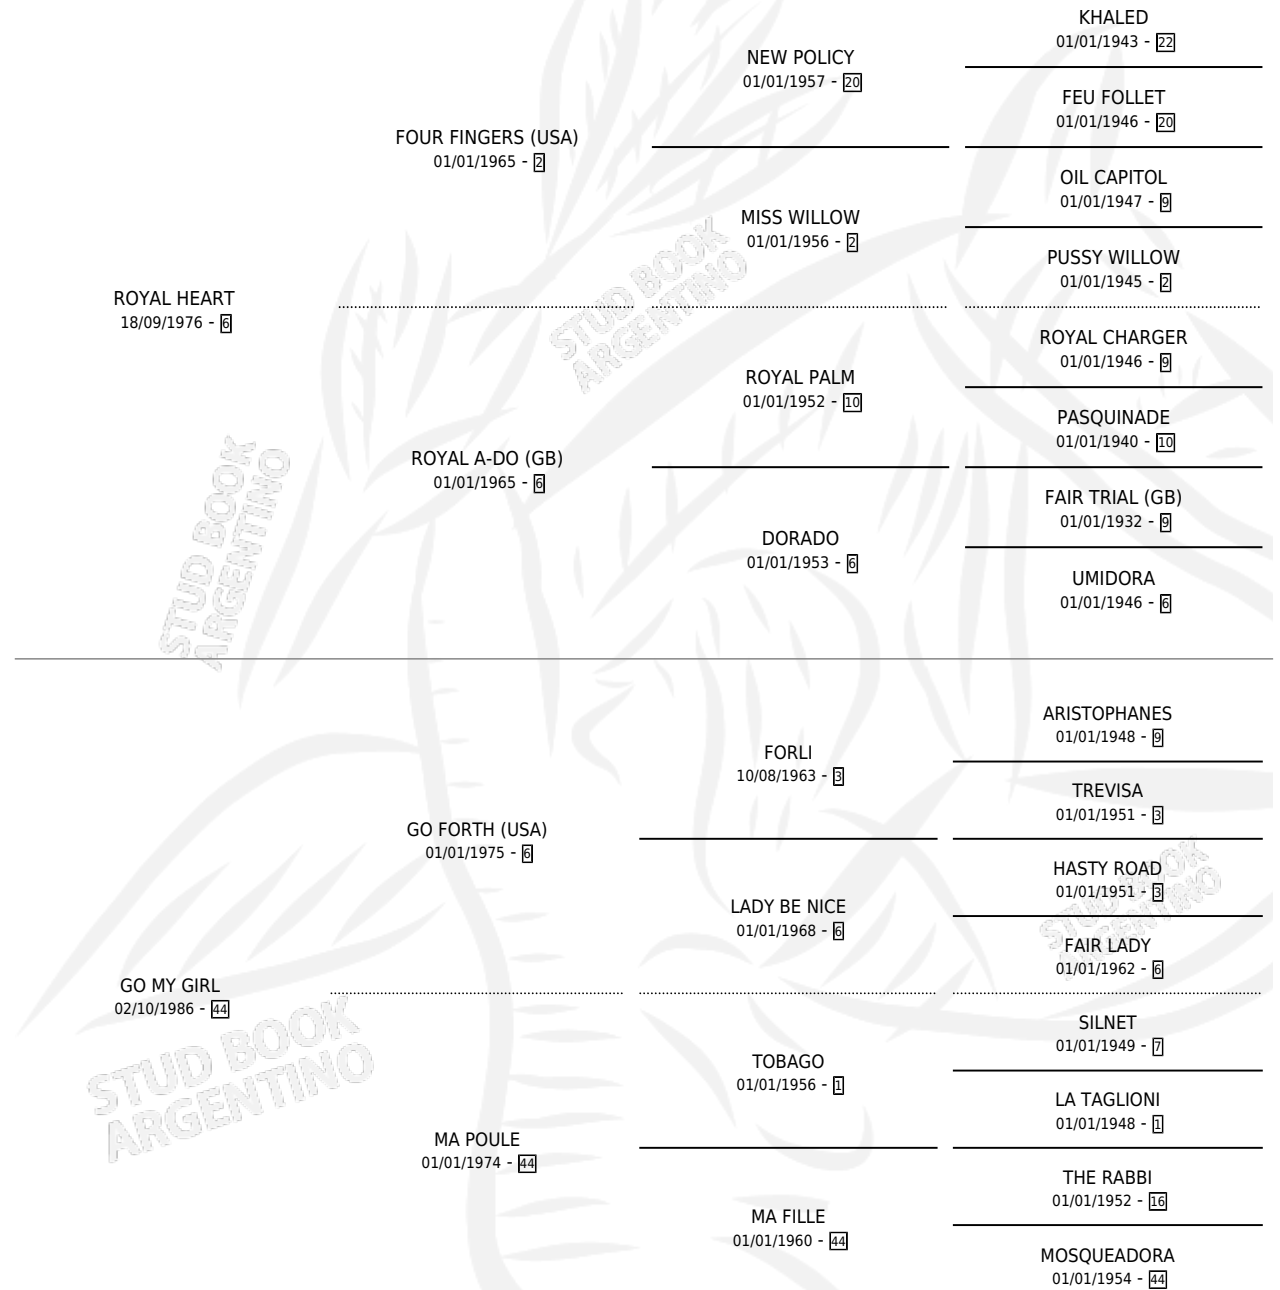 KHALED
01/01/1943 - 22
NEW POLICY
01/01/1957 - 20
FEU FOLLET
01/01/1946 - 20
FOUR FINGERS (USA)
01/01/1965 - 2
OIL CAPITOL
01/01/1947 - 9
MISS WILLOW
01/01/1956 - 2
PUSSY WILLOW
01/01/1945 - 2
ROYAL HEART
18/09/1976 - 6
STUD BOOK
ARGENTINO
ROYAL CHARGER
01/01/1946 - 9
ROYAL PALM
01/01/1952 - 10
PASQUINADE
01/01/1940 - 10
ROYAL A-DO (GB)
01/01/1965 - 6
FAIR TRIAL (GB)
01/01/1932 - 9
DORADO
01/01/1953 - 6
UMIDORA
01/01/1946 - 6
STUD BOOK
ARGENTINO
ARISTOPHANES
01/01/1948 - 9
FORLI
10/08/1963 - 3
TREVISA
01/01/1951 - 3
GO FORTH (USA)
01/01/1975 - 6
HASTY ROAD
01/01/1951 - 3
LADY BE NICE
01/01/1968 - 6
STUD BOOK
ARGENTINO
FAIR LADY
01/01/1962 - 6
GO MY GIRL
02/10/1986 - 44
SILNET
01/01/1949 - 7
STUD BOOK
ARGENTINO
TOBAGO
01/01/1956 - 1
LA TAGLIONI
01/01/1948 - 1
MA POULE
01/01/1974 - 44
THE RABBI
01/01/1952 - 16
MA FILLE
01/01/1960 - 44
MOSQUEADORA
01/01/1954 - 44